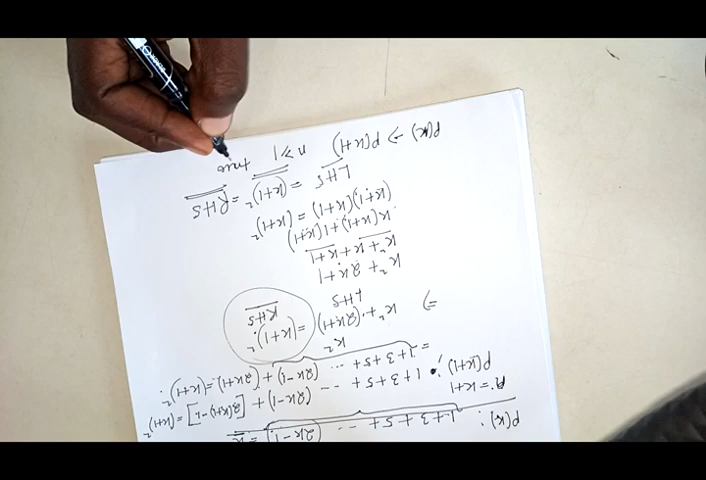 P(k): 1+3+5+ ... (2k-1) = k²
n=k+1
P(k+1): 1+3+5+ ... (2k-1) + [2(k+1)-1] = (k+1)²
= 1+3+5+ ... (2k-1) + (2k+1) = (k+1)²
k²
⇒ k² + (2k+1) = (k+1)²
LHS RHS
k² + 2k+1
k² + k + k+1
k(k+1)+1(k+1)
(k+1)(k+1) = (k+1)²
LHS = (k+1)² = RHS
P(k) → P(k+1) n ≥ 1 true